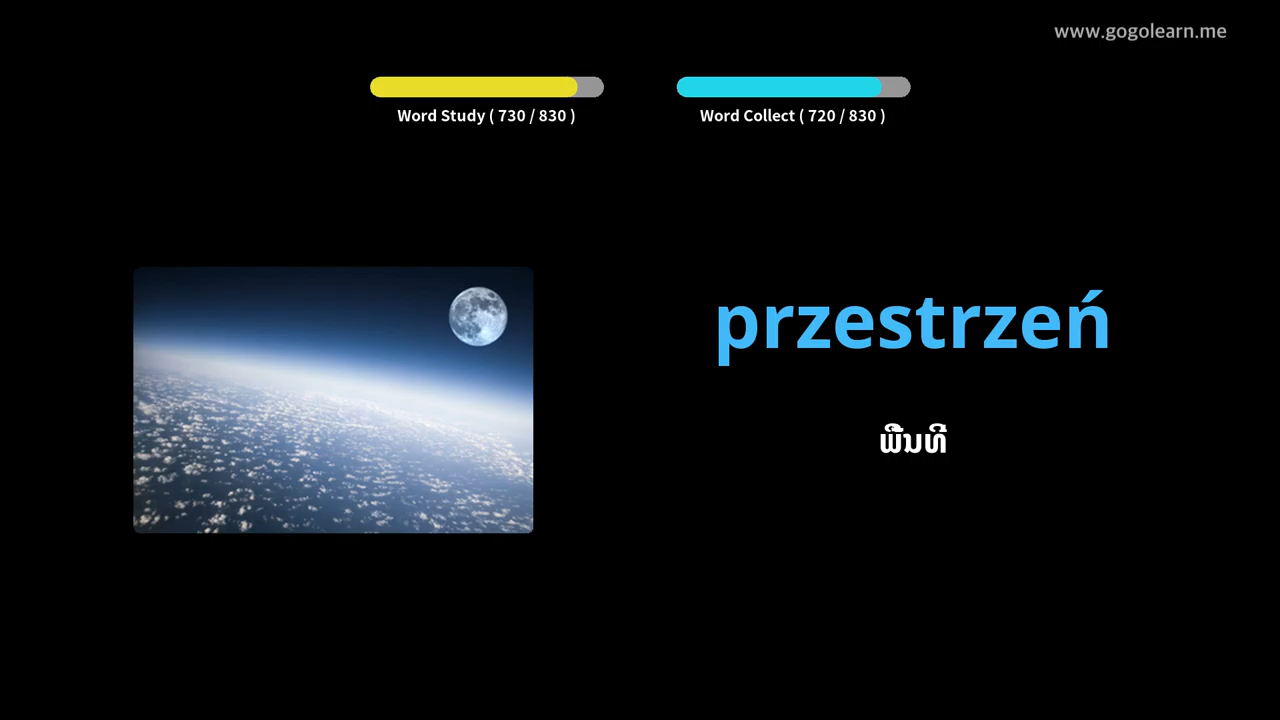 www.gogolearn.me
Word Study ( 730 / 830 )
Word Collect ( 720 / 830 )
przestrzeń
ພື້ນທີ່